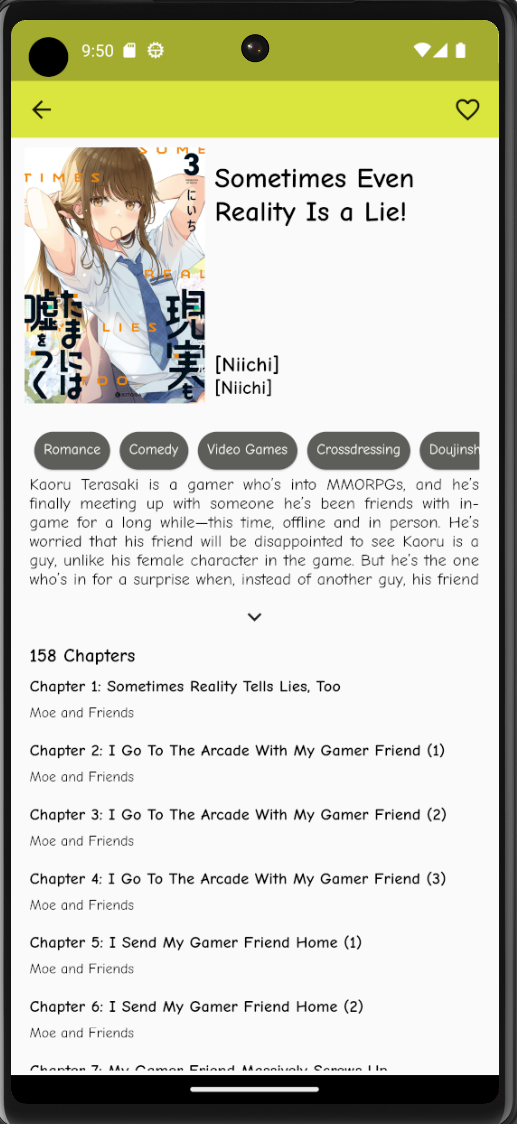 9:50
SOME
TIMES
3
にいち
REAL
LIES
TOO
現実も
たまには
嘘をつく
Sometimes Even
Reality Is a Lie!
[Niichi]
[Niichi]
Romance Comedy Video Games Crossdressing Doujinsh
Kaoru Terasaki is a gamer who's into MMORPGs, and he's
finally meeting up with someone he's been friends with in-
game for a long while—this time, offline and in person. He's
worried that his friend will be disappointed to see Kaoru is a
guy, unlike his female character in the game. But he's the one
who's in for a surprise when, instead of another guy, his friend
158 Chapters
Chapter 1: Sometimes Reality Tells Lies, Too
Moe and Friends
Chapter 2: I Go To The Arcade With My Gamer Friend (1)
Moe and Friends
Chapter 3: I Go To The Arcade With My Gamer Friend (2)
Moe and Friends
Chapter 4: I Go To The Arcade With My Gamer Friend (3)
Moe and Friends
Chapter 5: I Send My Gamer Friend Home (1)
Moe and Friends
Chapter 6: I Send My Gamer Friend Home (2)
Moe and Friends
Chapter 7: My Gamer Friend Massively Screws Up